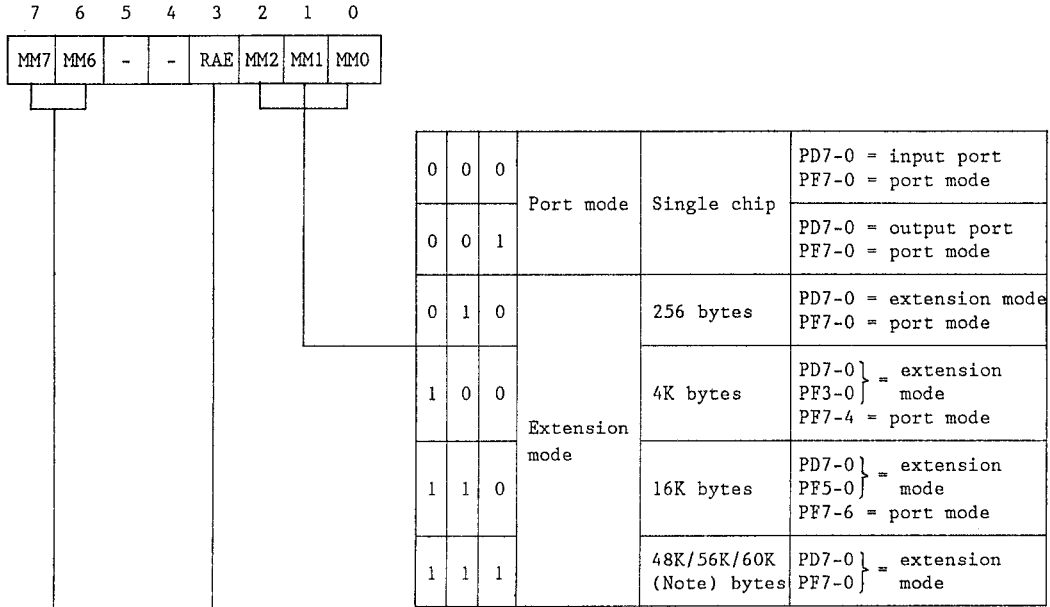 7 6 5 4 3 2 1 0
MM7 MM6 - - RAE MM2 MM1 MM0
0 0 0 Port mode Single chip PD7-0 = input port
PF7-0 = port mode
0 0 1 PD7-0 = output port
PF7-0 = port mode
0 1 0 Extension mode 256 bytes PD7-0 = extension mode
PF7-0 = port mode
1 0 0 4K bytes PD7-0 } = extension
PF3-0 mode
PF7-4 = port mode
1 1 0 16K bytes PD7-0 } = extension
PF5-0 mode
PF7-6 = port mode
1 1 1 48K/56K/60K PD7-0 } = extension
(Note) bytes PF7-0 mode